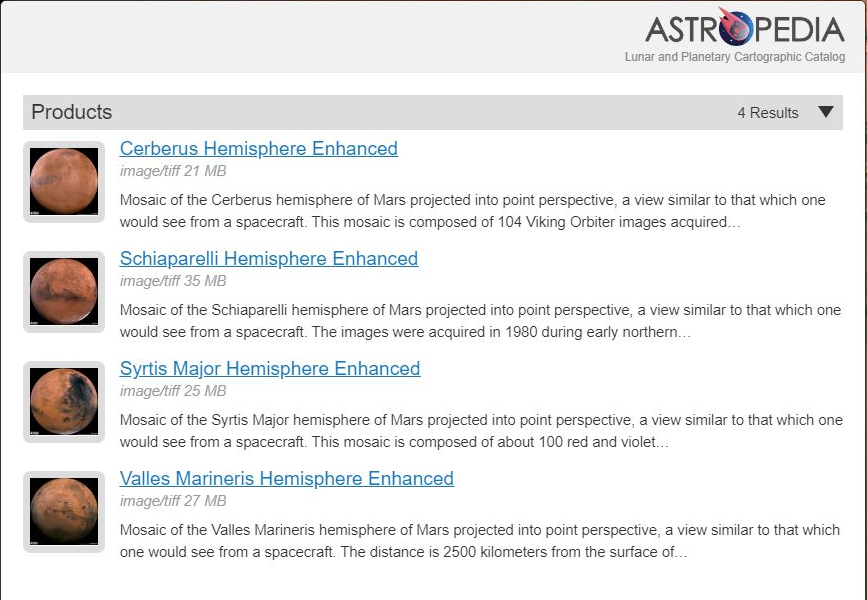 ASTROPEDIA
Lunar and Planetary Cartographic Catalog
Products
4 Results
Cerberus Hemisphere Enhanced
image/tiff 21 MB
Mosaic of the Cerberus hemisphere of Mars projected into point perspective, a view similar to that which one
would see from a spacecraft. This mosaic is composed of 104 Viking Orbiter images acquired…
Schiaparelli Hemisphere Enhanced
image/tiff 35 MB
Mosaic of the Schiaparelli hemisphere of Mars projected into point perspective, a view similar to that which one
would see from a spacecraft. The images were acquired in 1980 during early northern…
Syrtis Major Hemisphere Enhanced
image/tiff 25 MB
Mosaic of the Syrtis Major hemisphere of Mars projected into point perspective, a view similar to that which one
would see from a spacecraft. This mosaic is composed of about 100 red and violet…
Valles Marineris Hemisphere Enhanced
image/tiff 27 MB
Mosaic of the Valles Marineris hemisphere of Mars projected into point perspective, a view similar to that which
one would see from a spacecraft. The distance is 2500 kilometers from the surface of…